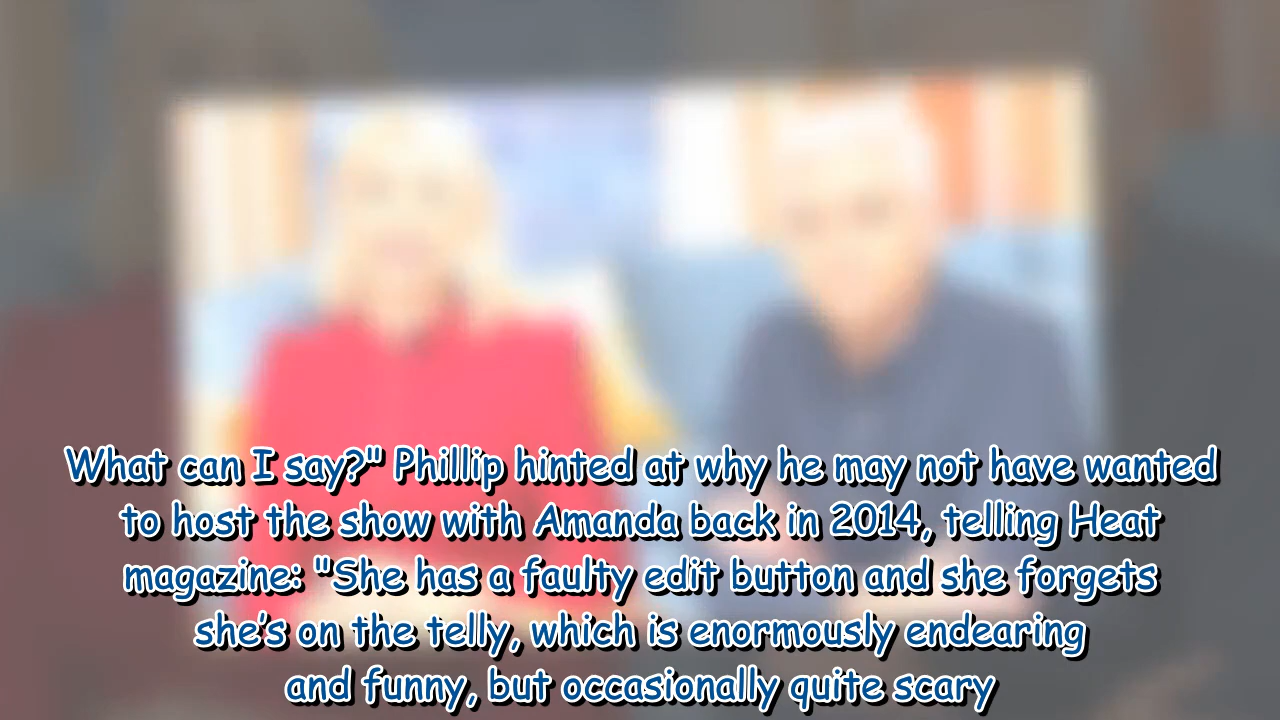 What can I say?" Phillip hinted at why he may not have wanted
to host the show with Amanda back in 2014, telling Heat
magazine: "She has a faulty edit button and she forgets
she’s on the telly, which is enormously endearing
and funny, but occasionally quite scary